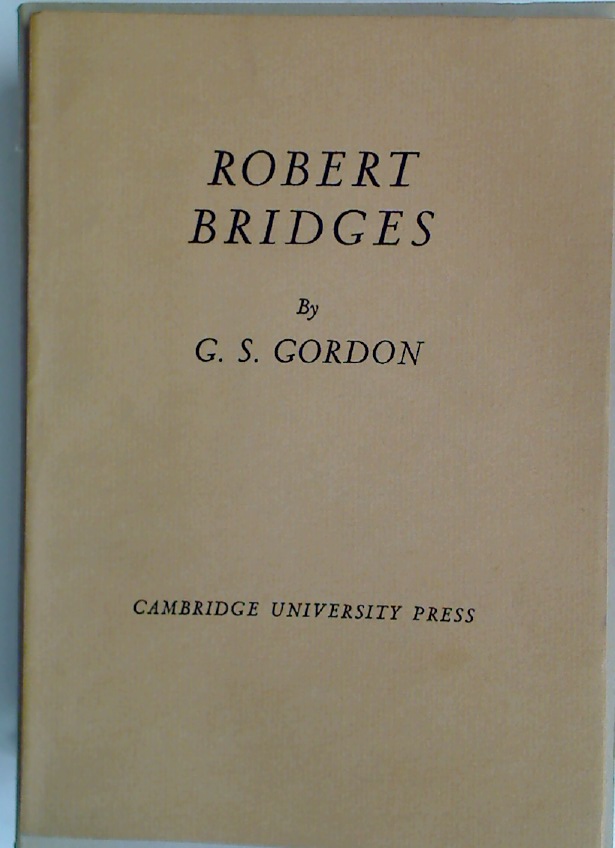 ROBERT
BRIDGES
By
G. S. GORDON
CAMBRIDGE UNIVERSITY PRESS